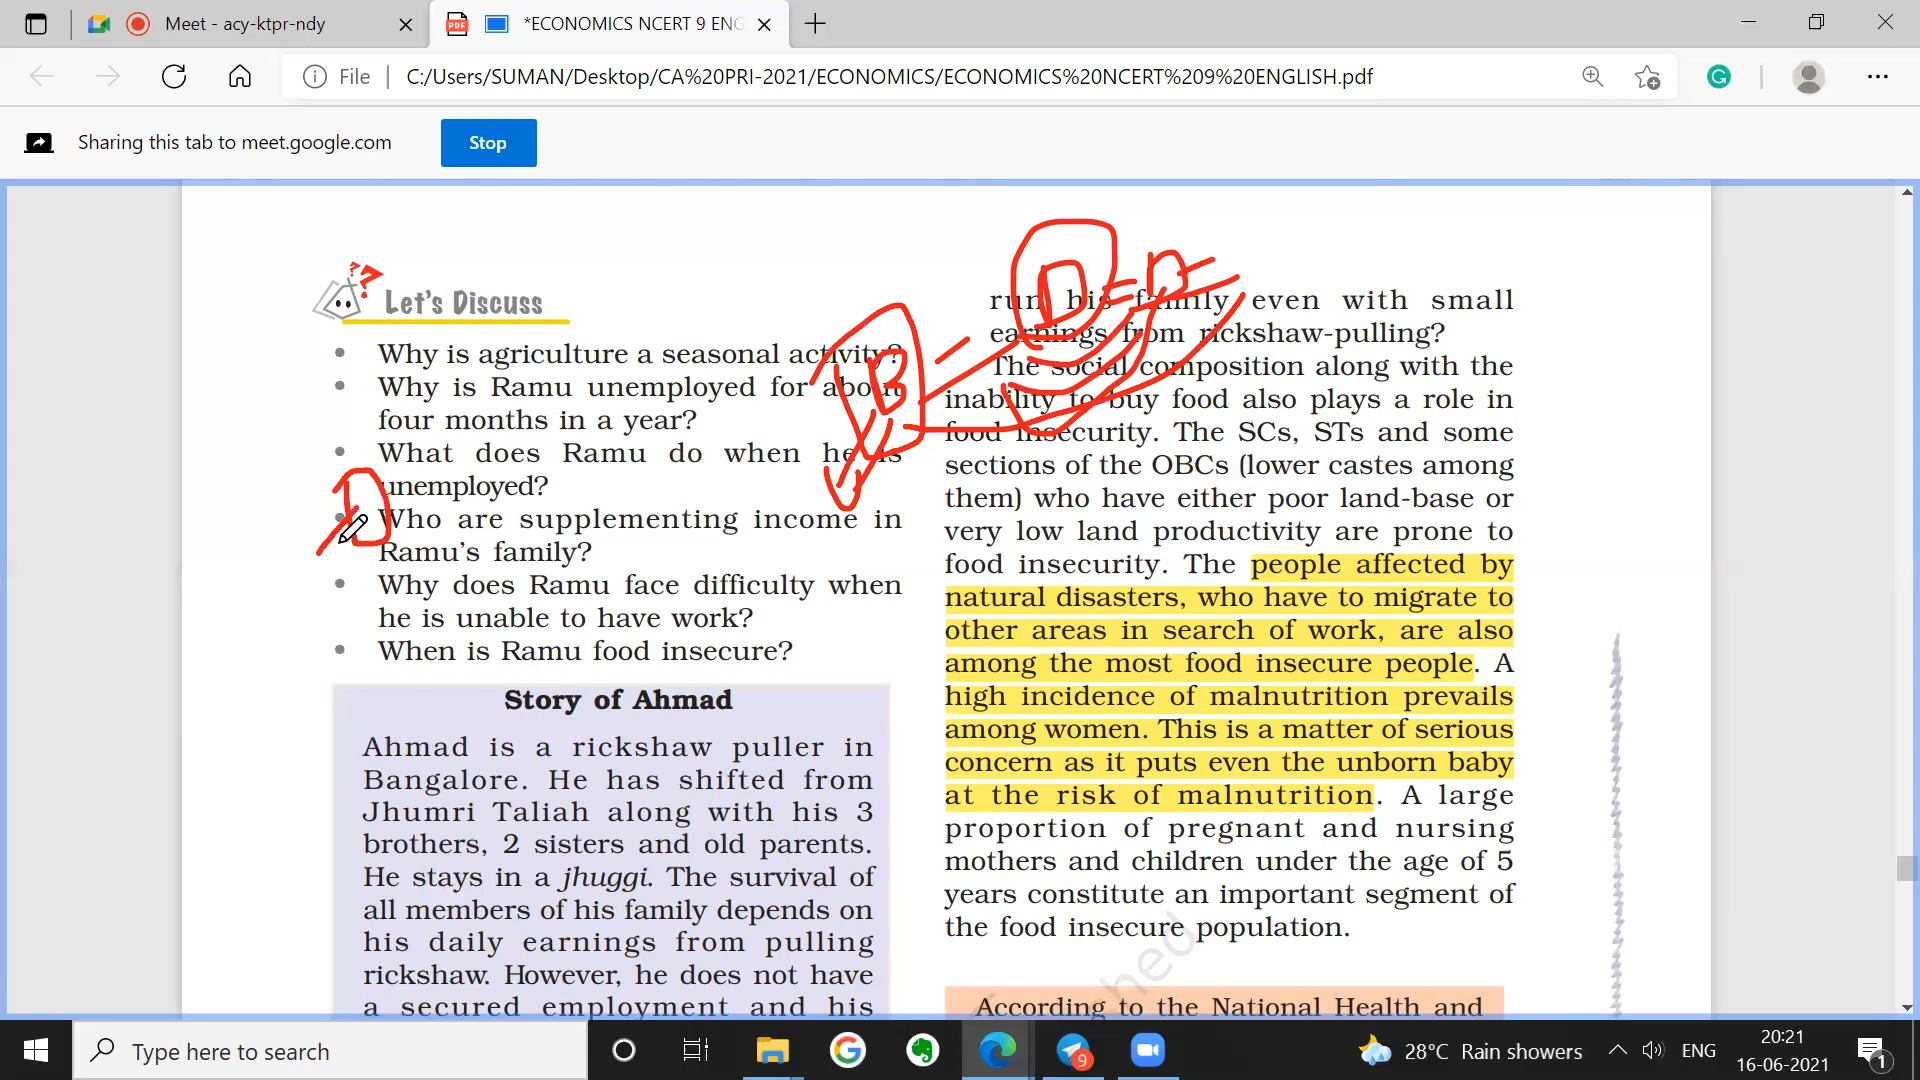 Meet - acy-ktpr-ndy
*ECONOMICS NCERT 9 ENG
File
C:/Users/SUMAN/Desktop/CA%20PRI-2021/ECONOMICS/ECONOMICS%20NCERT%209%20ENGLISH.pdf
Sharing this tab to meet.google.com
Stop
Let's Discuss
• Why is agriculture a seasonal activity?
• Why is Ramu unemployed for about
four months in a year?
• What does Ramu do when he is
unemployed?
• Who are supplementing income in
Ramu's family?
• Why does Ramu face difficulty when
he is unable to have work?
• When is Ramu food insecure?
Story of Ahmad
Ahmad is a rickshaw puller in
Bangalore. He has shifted from
Jhumri Taliah along with his 3
brothers, 2 sisters and old parents.
He stays in a jhuggi. The survival of
all members of his family depends on
his daily earnings from pulling
rickshaw. However, he does not have
a secured employment and his
run his family even with small
earnings from rickshaw-pulling?
The social composition along with the
inability to buy food also plays a role in
food insecurity. The SCs, STs and some
sections of the OBCs (lower castes among
them) who have either poor land-base or
very low land productivity are prone to
food insecurity. The people affected by
natural disasters, who have to migrate to
other areas in search of work, are also
among the most food insecure people. A
high incidence of malnutrition prevails
among women. This is a matter of serious
concern as it puts even the unborn baby
at the risk of malnutrition. A large
proportion of pregnant and nursing
mothers and children under the age of 5
years constitute an important segment of
the food insecure population.
According to the National Health and
B
D
D
D
Type here to search
9
28°C Rain showers
ENG
20:21
16-06-2021
1